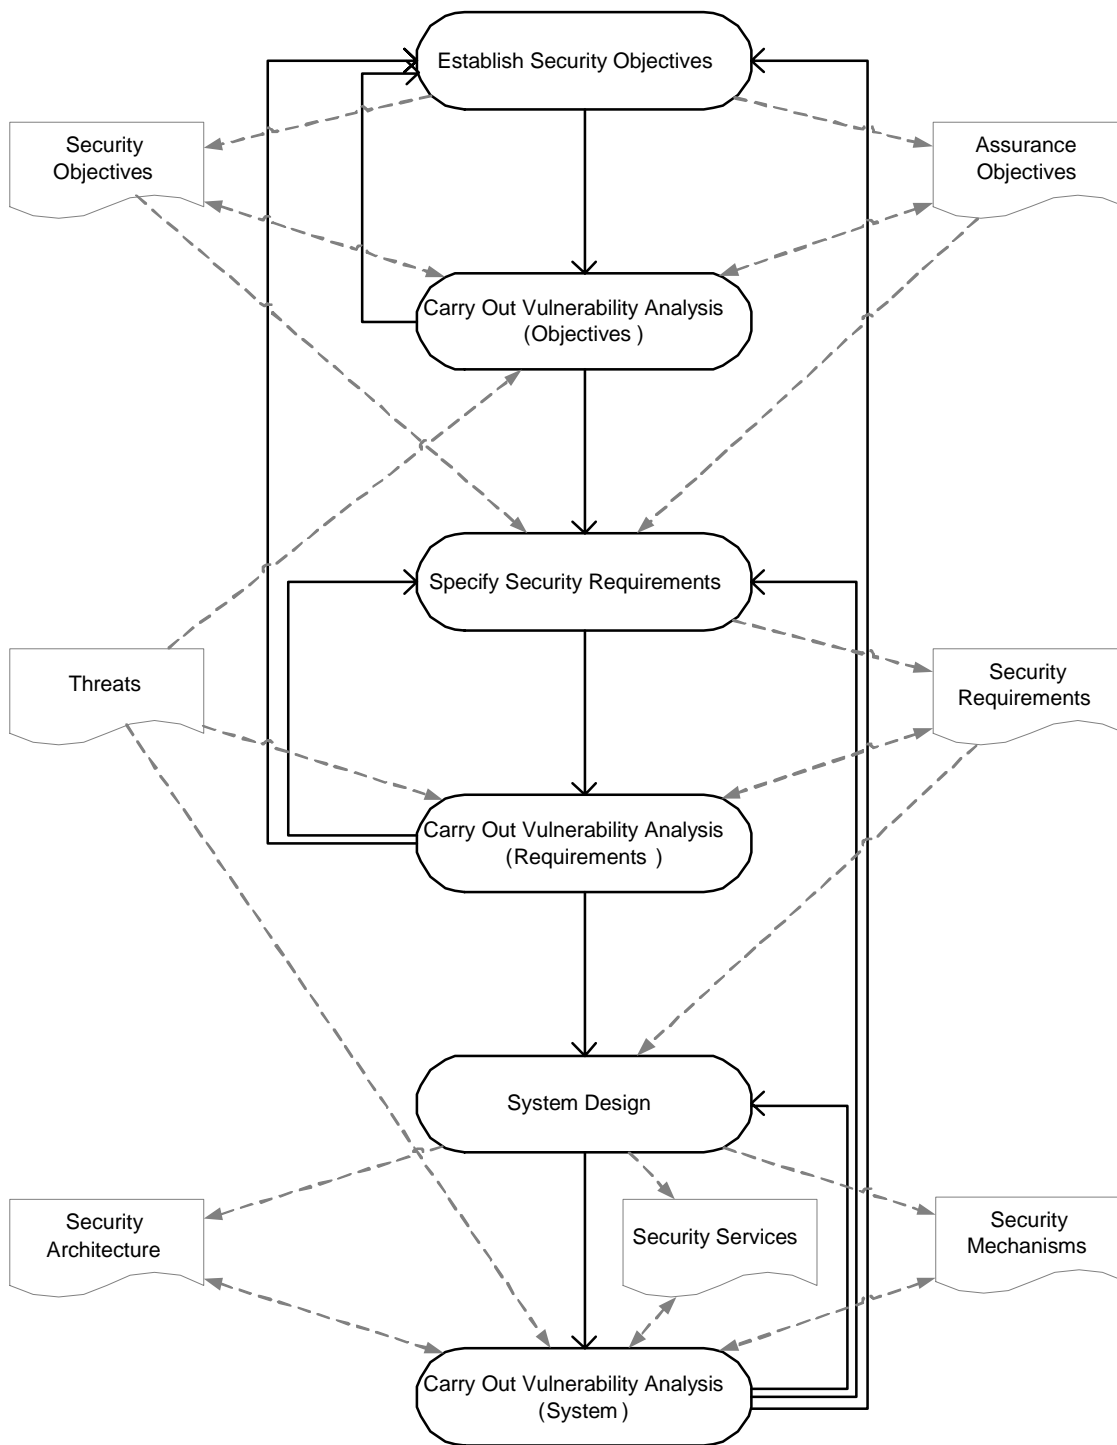 Establish Security Objectives
Security
Objectives
Assurance
Objectives
Carry Out Vulnerability Analysis
(Objectives )
Specify Security Requirements
Threats
Security
Requirements
Carry Out Vulnerability Analysis
(Requirements )
System Design
Security
Architecture
Security Services
Security
Mechanisms
Carry Out Vulnerability Analysis
(System )